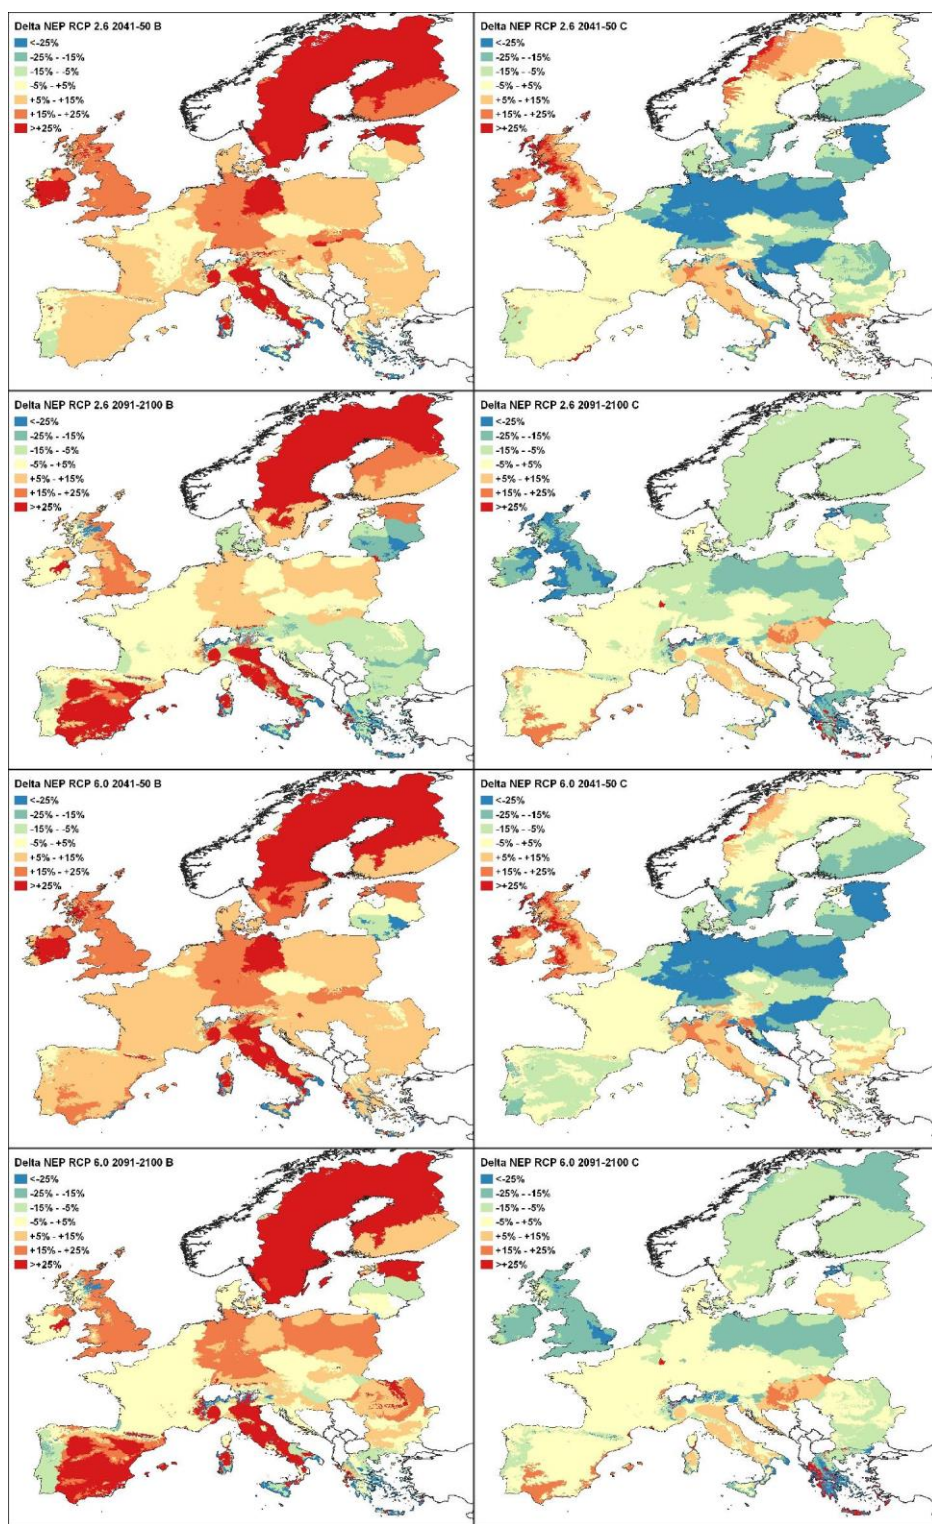 Delta NEP RCP 2.6 2041-50 B
<-25%
-25% - -15%
-15% - -5%
-5% - +5%
+5% - +15%
+15% - +25%
>+25%
Delta NEP RCP 2.6 2041-50 C
<-25%
-25% - -15%
-15% - -5%
-5% - +5%
+5% - +15%
+15% - +25%
>+25%
Delta NEP RCP 2.6 2091-2100 B
<-25%
-25% - -15%
-15% - -5%
-5% - +5%
+5% - +15%
+15% - +25%
>+25%
Delta NEP RCP 2.6 2091-2100 C
<-25%
-25% - -15%
-15% - -5%
-5% - +5%
+5% - +15%
+15% - +25%
>+25%
Delta NEP RCP 6.0 2041-50 B
<-25%
-25% - -15%
-15% - -5%
-5% - +5%
+5% - +15%
+15% - +25%
>+25%
Delta NEP RCP 6.0 2041-50 C
<-25%
-25% - -15%
-15% - -5%
-5% - +5%
+5% - +15%
+15% - +25%
>+25%
Delta NEP RCP 6.0 2091-2100 B
<-25%
-25% - -15%
-15% - -5%
-5% - +5%
+5% - +15%
+15% - +25%
>+25%
Delta NEP RCP 6.0 2091-2100 C
<-25%
-25% - -15%
-15% - -5%
-5% - +5%
+5% - +15%
+15% - +25%
>+25%